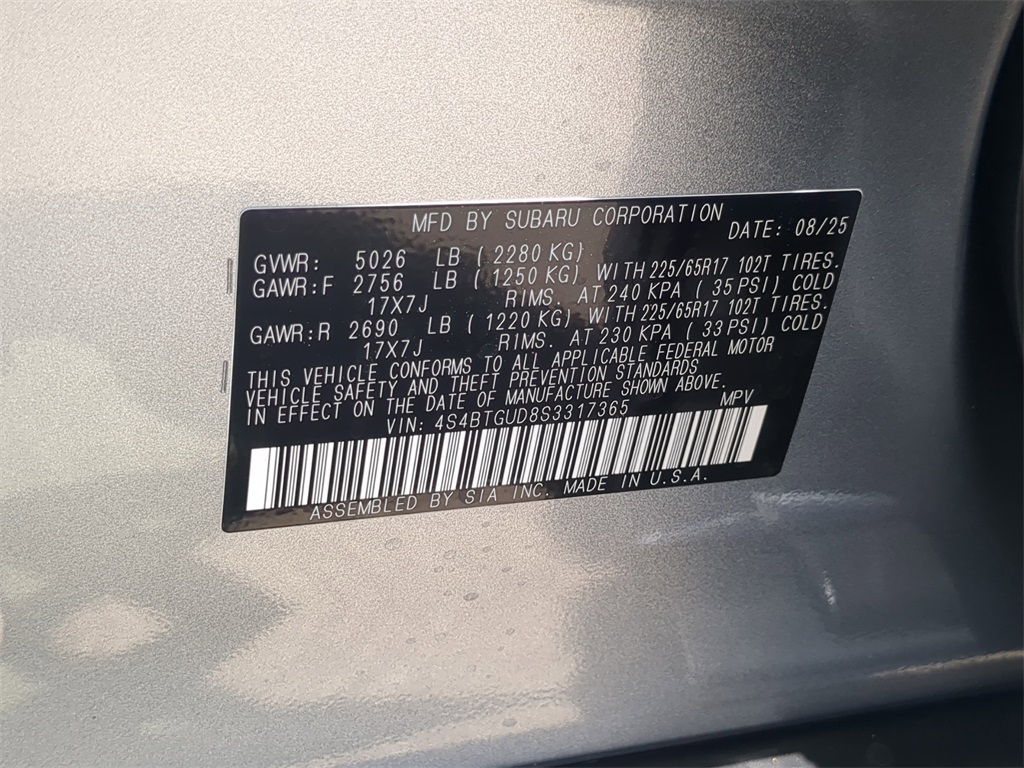 MFD BY SUBARU CORPORATION DATE: 08/25
GVWR: 5026 LB ( 2280 KG)
GAWR:F 2756 LB ( 1250 KG) WITH 225/65R17 102T TIRES.
17X7J RIMS. AT 240 KPA ( 35 PSI) COLD
GAWR:R 2690 LB ( 1220 KG) WITH 225/65R17 102T TIRES.
17X7J RIMS. AT 230 KPA ( 33 PSI) COLD
THIS VEHICLE CONFORMS TO ALL APPLICABLE FEDERAL MOTOR
VEHICLE SAFETY AND THEFT PREVENTION STANDARDS
IN EFFECT ON THE DATE OF MANUFACTURE SHOWN ABOVE.
VIN: 4S4BTGUD8S3317365 MPV
ASSEMBLED BY SIA INC. MADE IN U.S.A.